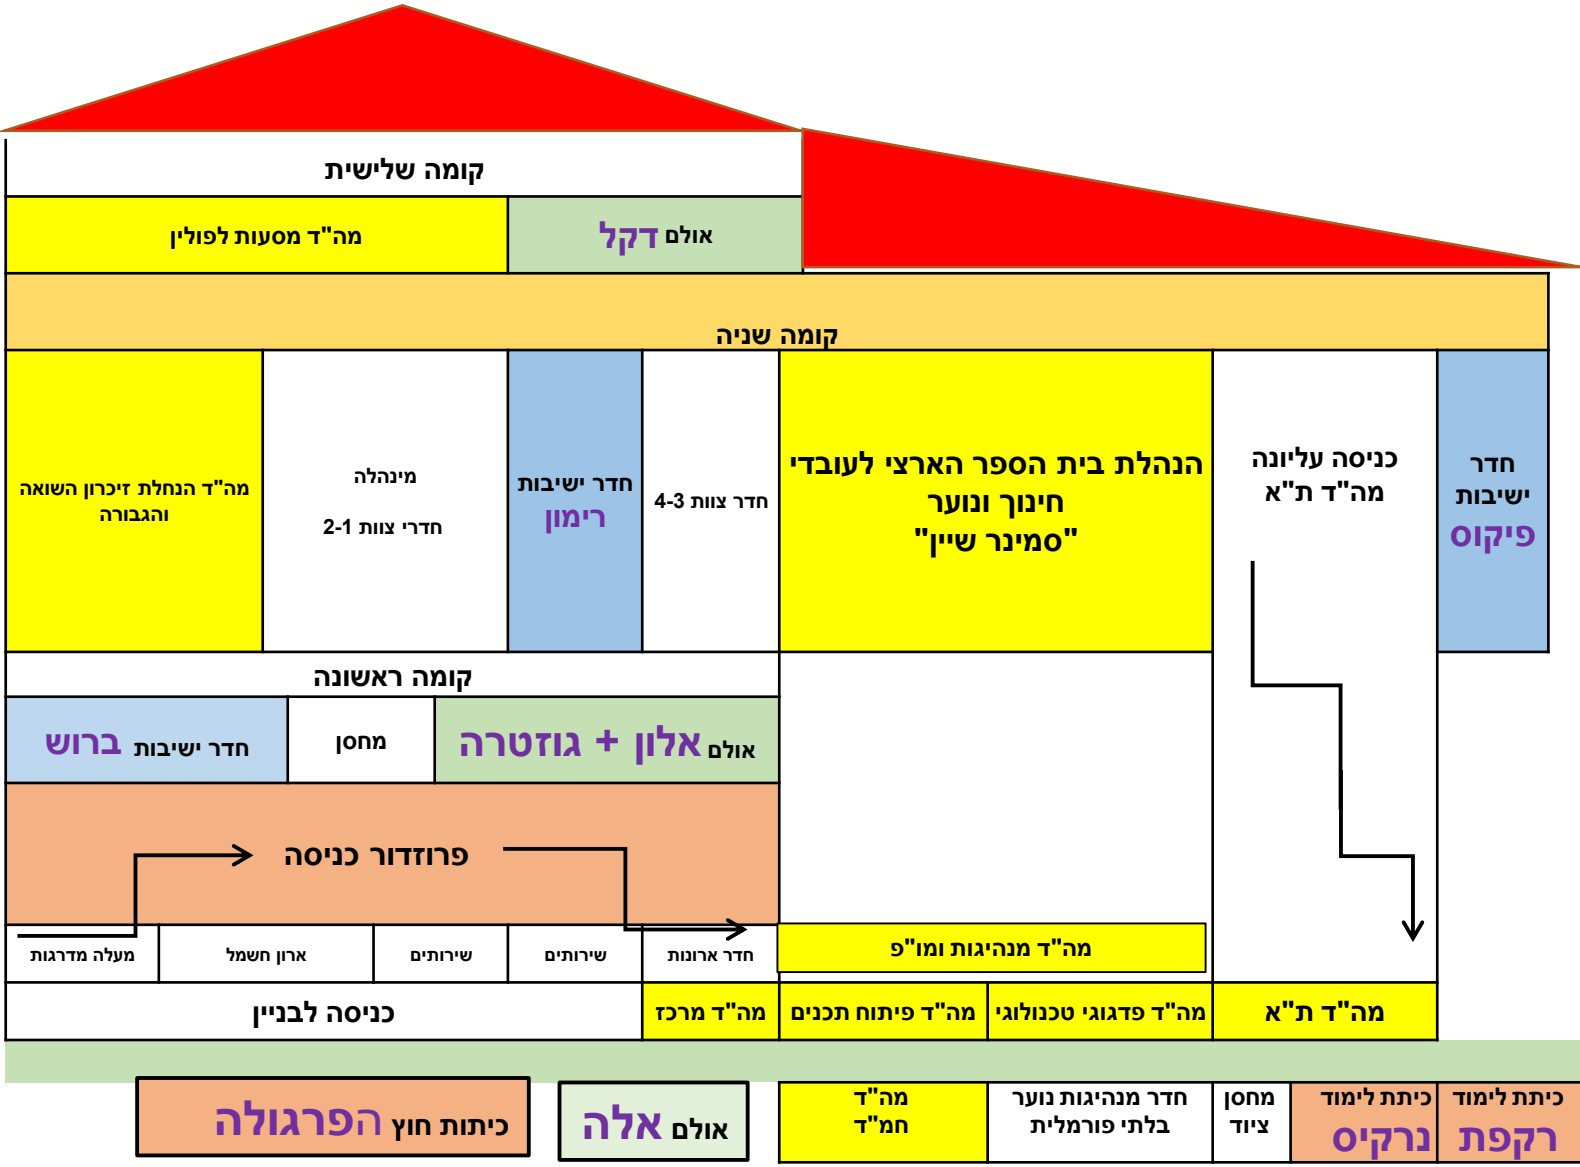 קומה שלישית
אולם דקל
מה"ד מסעות לפולין
קומה שניה
חדר
ישיבות
פיקוס
כניסה עליונה
מה"ד ת"א
הנהלת בית הספר הארצי לעובדי
חינוך ונוער
"סמינר שיין"
חדר צוות 4-3
חדר ישיבות
רימון
מינהלה
חדרי צוות 2-1
מה"ד הנחלת זיכרון השואה
והגבורה
קומה ראשונה
אולם אלון + גוזטרה
מחסן
חדר ישיבות ברוש
פרוזדור כניסה
מה"ד מנהיגות ומו"פ
חדר ארונות
שירותים
שירותים
ארון חשמל
מעלה מדרגות
מה"ד ת"א
מה"ד פדגוגי טכנולוגי
מה"ד פיתוח תכנים
מה"ד מרכז
כניסה לבניין
כיתת לימוד
רקפת
כיתת לימוד
נרקיס
מחסן
ציוד
חדר מנהיגות נוער
בלתי פורמלית
מה"ד
חמ"ד
אולם אלה
כיתות חוץ הפרגולה